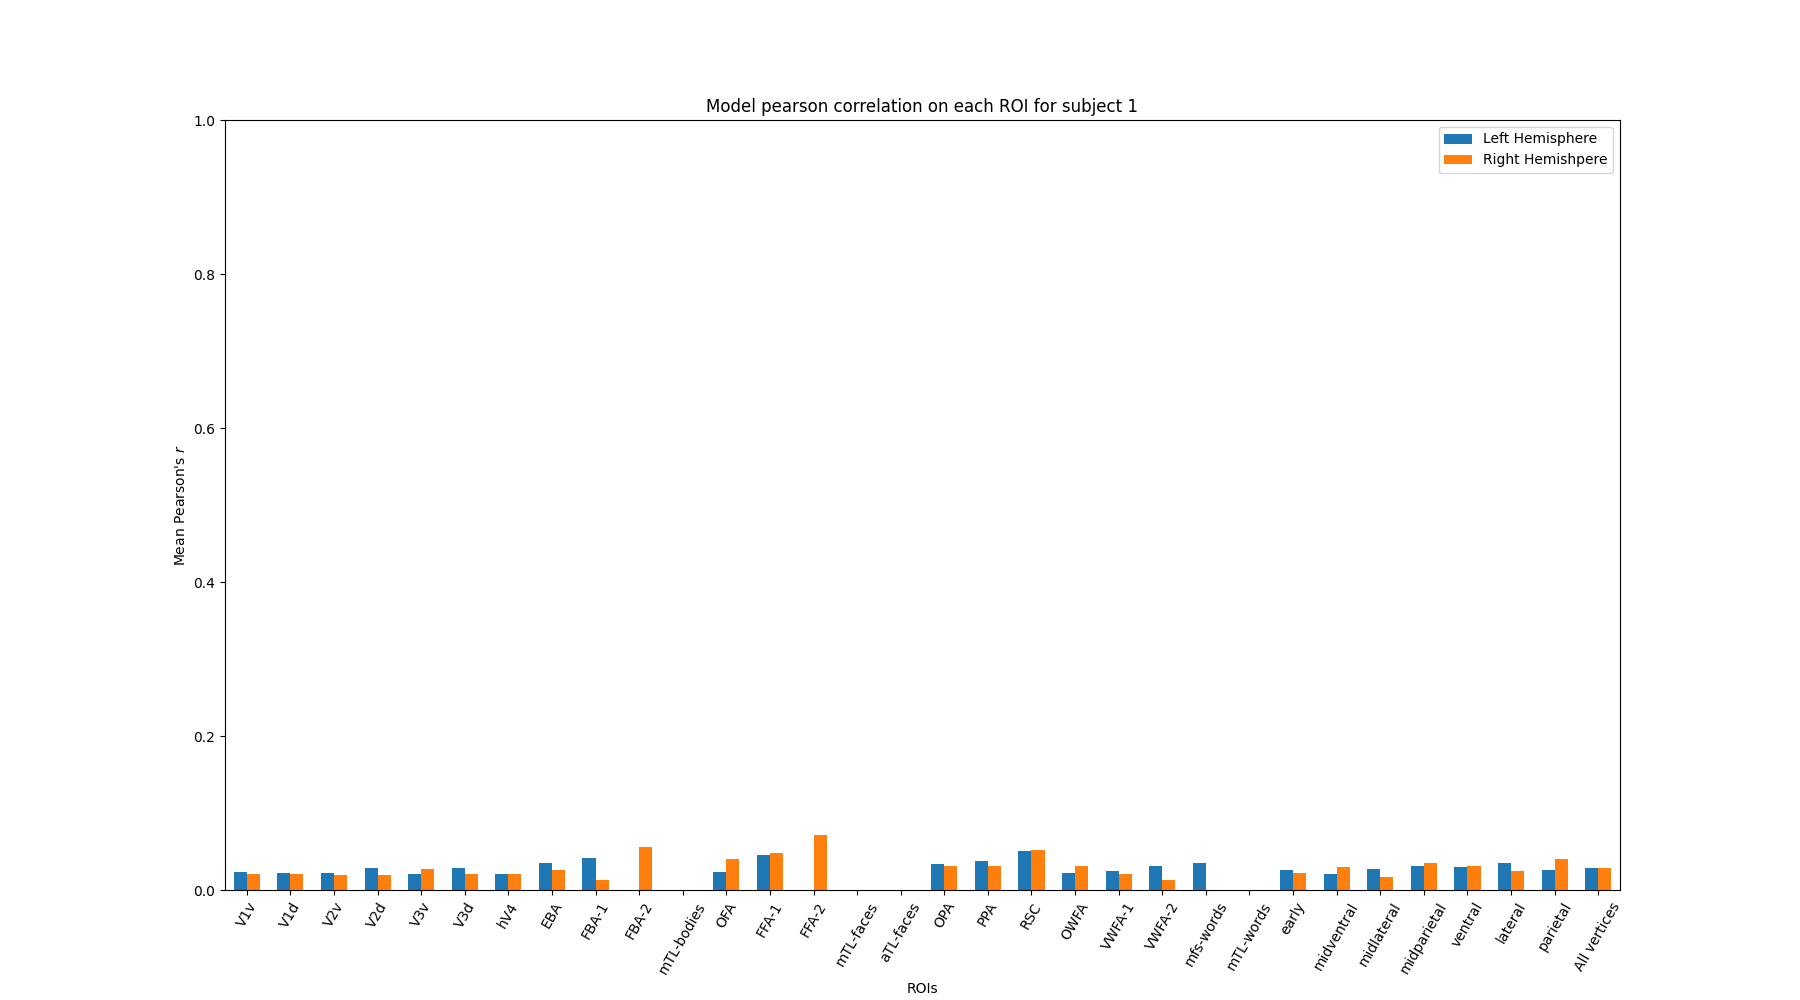 Model pearson correlation on each ROI for subject 1
1.0
0.8
0.6
0.4
0.2
0.0
Mean Pearson's r
Left Hemisphere
Right Hemishpere
V1v
V1d
V2v
V2d
V3v
V3d
hV4
EBA
FBA-1
FBA-2
mTL-bodies
OFA
FFA-1
FFA-2
mTL-faces
aTL-faces
OPA
PPA
RSC
OWFA
VWFA-1
VWFA-2
mfs-words
mTL-words
early
midventral
midlateral
midparietal
ventral
lateral
parietal
All vertices
ROIs